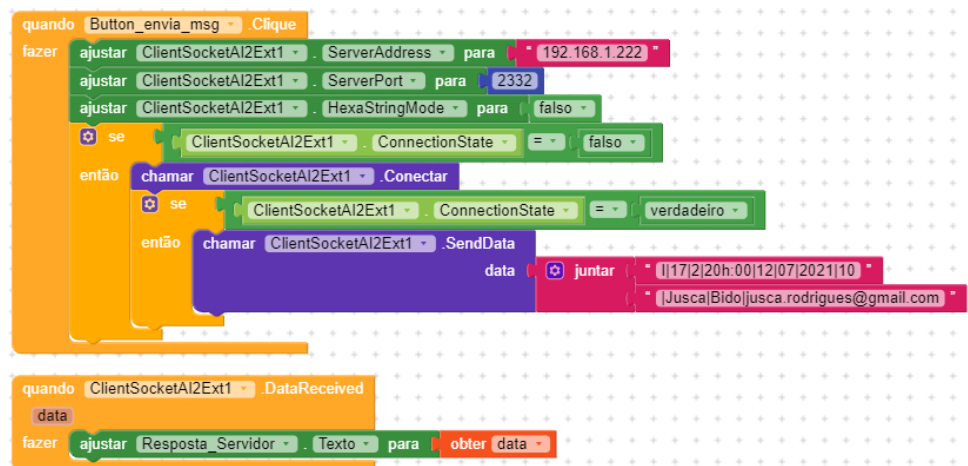 quando Button_envia_msg .Clique
fazer ajustar ClientSocketAI2Ext1 . ServerAddress para " 192.168.1.222 "
ajustar ClientSocketAI2Ext1 . ServerPort para 2332
ajustar ClientSocketAI2Ext1 . HexaStringMode para falso
se ClientSocketAI2Ext1 . ConnectionState = falso
então chamar ClientSocketAI2Ext1 .Conectar
se ClientSocketAI2Ext1 . ConnectionState = verdadeiro
então chamar ClientSocketAI2Ext1 .SendData
data juntar " I|17|2|20h:00|12|07|2021|10 "
" |Jusca|Bido|jusca.rodrigues@gmail.com "
quando ClientSocketAI2Ext1 .DataReceived
data
fazer ajustar Resposta_Servidor . Texto para obter data